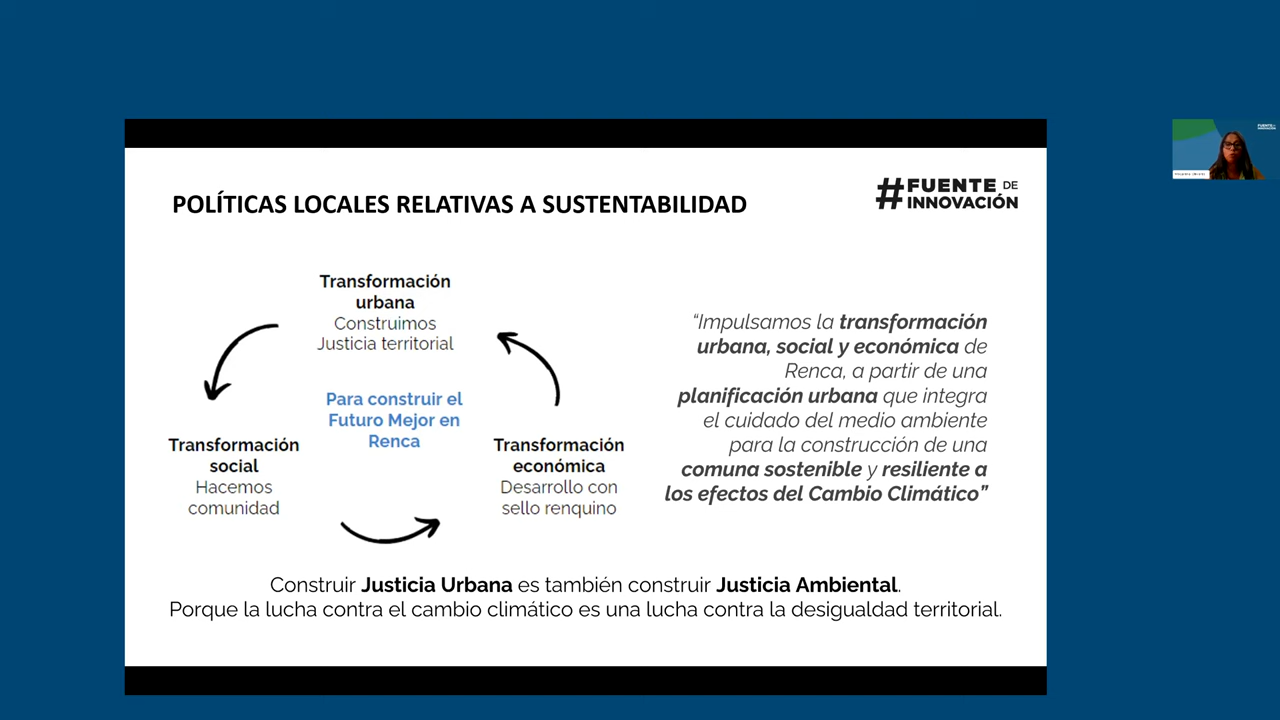 POLÍTICAS LOCALES RELATIVAS A SUSTENTABILIDAD
#FUENTE DE
INNOVACIÓN
Transformación
urbana
Construimos
Justicia territorial
Para construir el
Futuro Mejor en
Renca
Transformación
social
Hacemos
comunidad
Transformación
económica
Desarrollo con
sello renquino
“Impulsamos la transformación
urbana, social y económica de
Renca, a partir de una
planificación urbana que integra
el cuidado del medio ambiente
para la construcción de una
comuna sostenible y resiliente a
los efectos del Cambio Climático”
Construir Justicia Urbana es también construir Justicia Ambiental.
Porque la lucha contra el cambio climático es una lucha contra la desigualdad territorial.
FUENTE DE
INNOVACIÓN